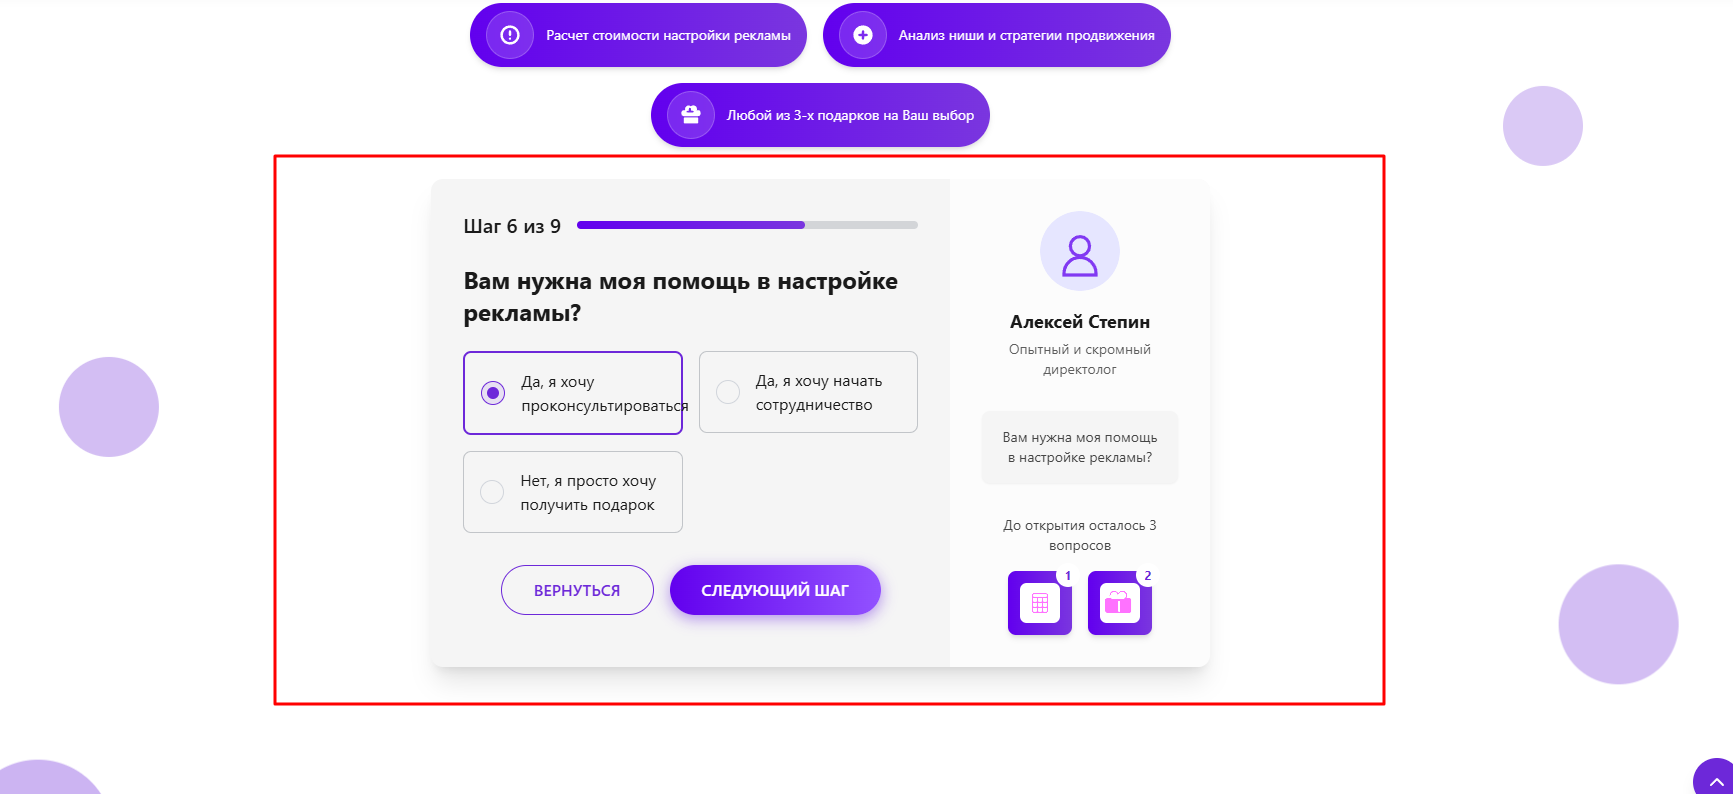 Расчет стоимости настройки рекламы
Анализ ниши и стратегии продвижения
Любой из 3-х подарков на Ваш выбор
Шаг 6 из 9
Вам нужна моя помощь в настройке
рекламы?
Да, я хочу
проконсультироваться
Да, я хочу начать
сотрудничество
Нет, я просто хочу
получить подарок
ВЕРНУТЬСЯ
СЛЕДУЮЩИЙ ШАГ
Алексей Степин
Опытный и скромный
директолог
Вам нужна моя помощь
в настройке рекламы?
До открытия осталось 3
вопросов
1
2